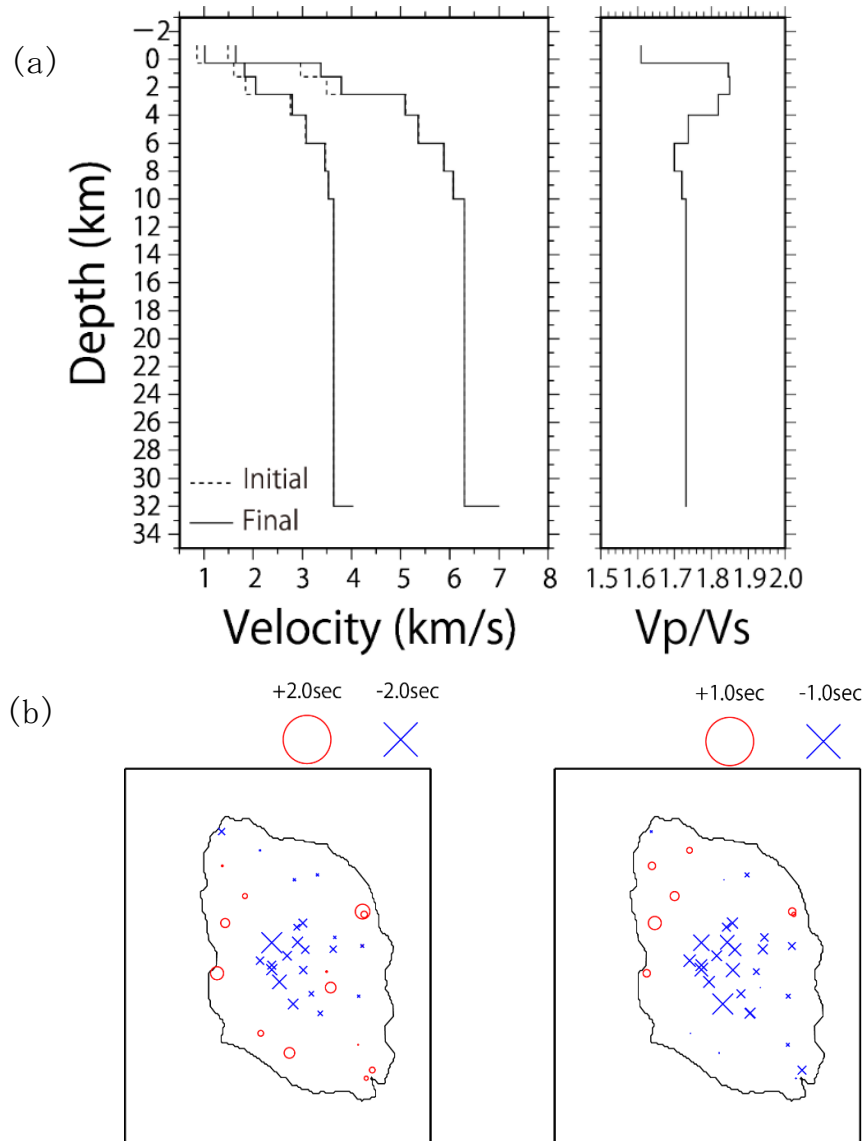 (a)
−2
0
2
4
6
8
10
12
14
16
18
20
22
24
26
28
30
32
34
Depth (km)
Initial
Final
1 2 3 4 5 6 7 8
Velocity (km/s)
1.5 1.6 1.7 1.8 1.9 2.0
Vp/Vs
(b)
+2.0sec -2.0sec
+1.0sec -1.0sec